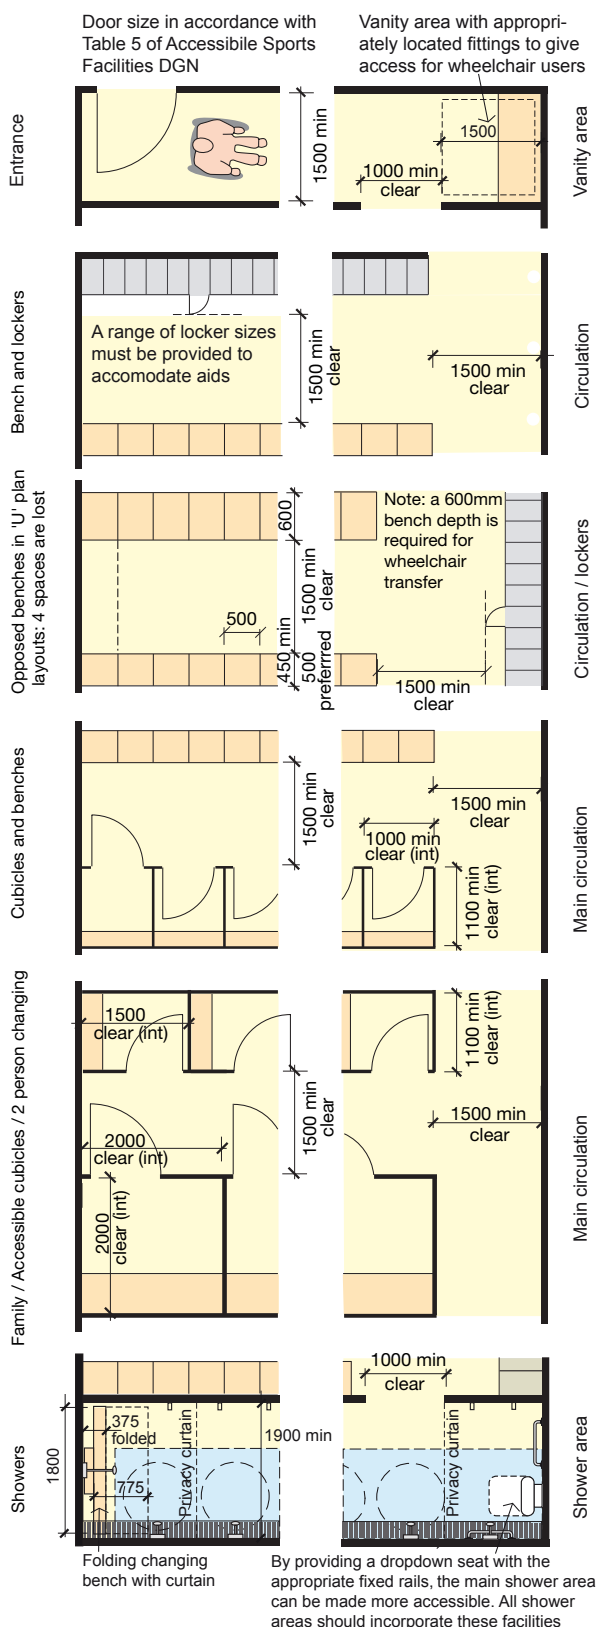 Door size in accordance with
Table 5 of Accessibile Sports
Facilities DGN
Vanity area with appropri-
ately located fittings to give
access for wheelchair users
Entrance
1500 min
1000 min
clear
1500
Vanity area
Bench and lockers
A range of locker sizes
must be provided to
accomodate aids
1500 min
clear
1500 min
clear
Circulation
Opposed benches in 'U' plan
layouts: 4 spaces are lost
600
1500 min
clear
500
450 min
500
preferrred
Note: a 600mm
bench depth is
required for
wheelchair
transfer
1500 min
clear
Circulation / lockers
Cubicles and benches
1500 min
clear
1000 min
clear (int)
1500 min
clear
1100 min
clear (int)
Main circulation
Family / Accessible cubicles / 2 person changing
1500
clear (int)
1100 min
clear (int)
1500 min
clear
2000
clear (int)
1500 min
clear
2000
clear (int)
Main circulation
Showers
1000 min
clear
375
folded
1800
775
Privacy curtain
1900 min
Privacy curtain
Shower area
Folding changing
bench with curtain
By providing a dropdown seat with the
appropriate fixed rails, the main shower area
can be made more accessible. All shower
areas should incorporate these facilities